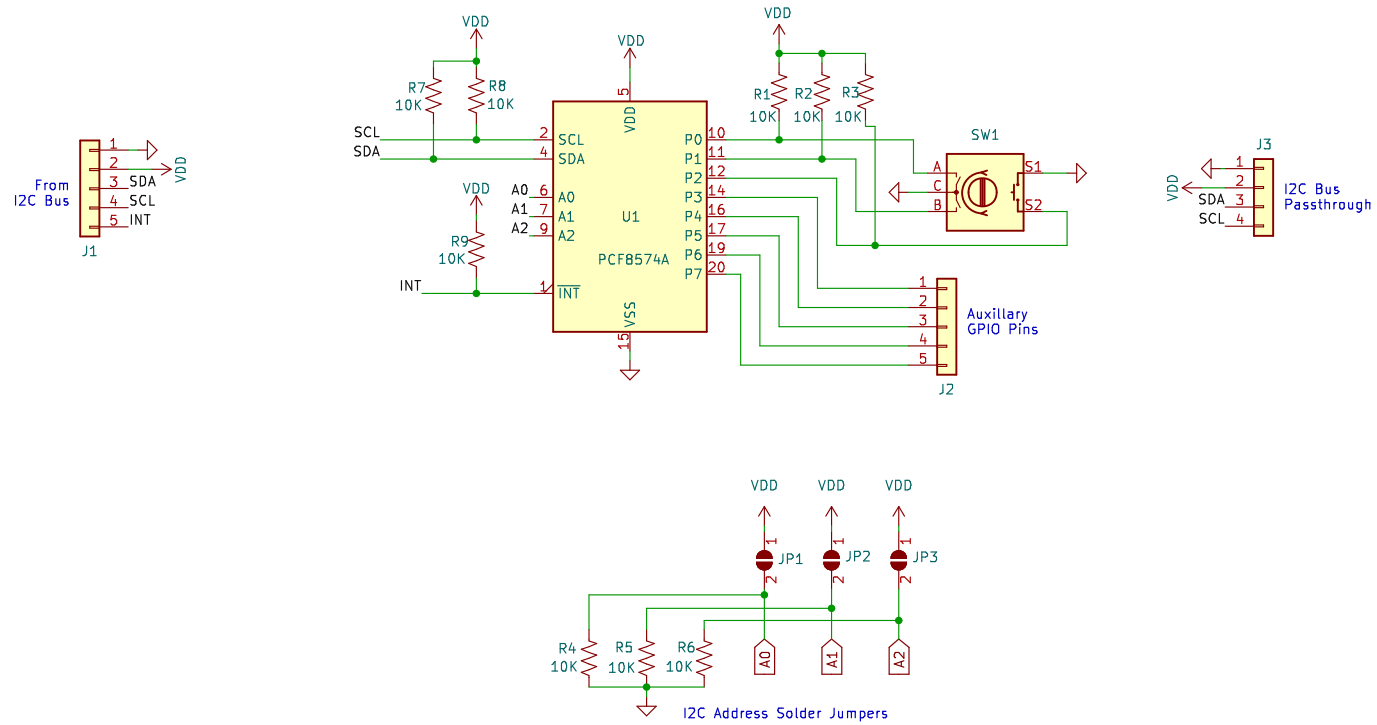 VDD
R7
10K
R8
10K
SCL
SDA
VDD
R9
10K
INT
1
2
3
4
5
SDA
SCL
INT
VDD
From
I2C Bus
J1
VDD
5
VDD
2
SCL
4
SDA
A0
6
A0
A1
7
A1
A2
9
A2
1
INT
U1
PCF8574A
VSS
15
P0
10
P1
11
P2
12
P3
14
P4
16
P5
17
P6
19
P7
20
VDD
R1
10K
R2
10K
R3
10K
SW1
A
C
B
S1
S2
1
2
3
4
5
Auxillary
GPIO Pins
J2
J3
1
2
3
4
VDD
SDA
SCL
I2C Bus
Passthrough
VDD
VDD
VDD
1
JP1
2
1
JP2
2
1
JP3
2
R4
10K
R5
10K
R6
10K
A0
A1
A2
I2C Address Solder Jumpers